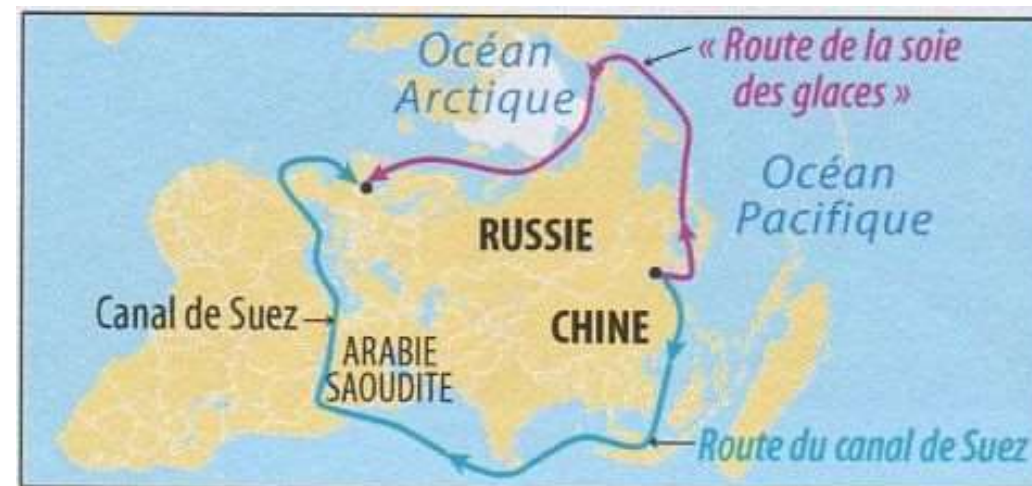 Océan
Arctique
« Route de la soie
des glaces »
Océan
Pacifique
RUSSIE
Canal de Suez
CHINE
ARABIE
SAOUDITE
Route du canal de Suez